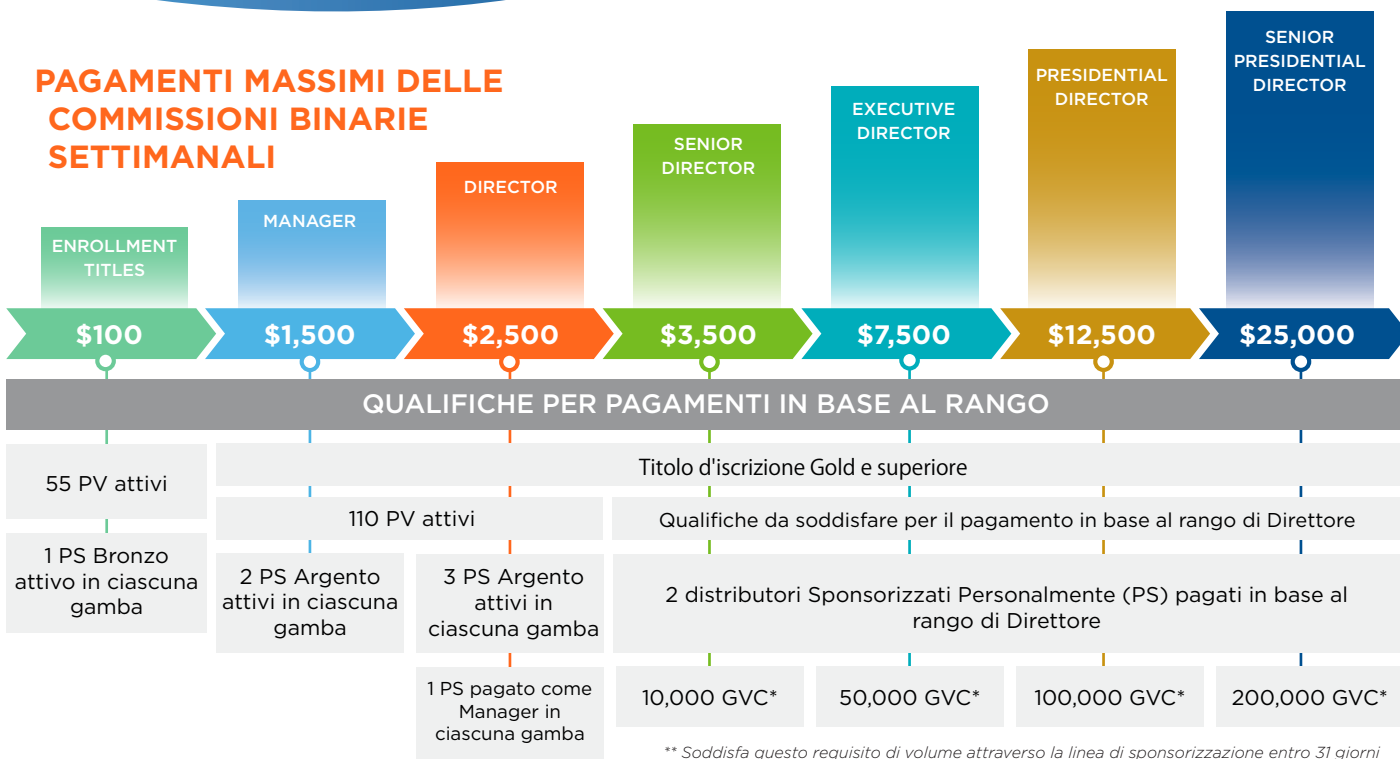 PAGAMENTI MASSIMI DELLE
COMMISSIONI BINARIE
SETTIMANALI
ENROLLMENT
TITLES
MANAGER
DIRECTOR
SENIOR
DIRECTOR
EXECUTIVE
DIRECTOR
PRESIDENTIAL
DIRECTOR
SENIOR
PRESIDENTIAL
DIRECTOR
$100
$1,500
$2,500
$3,500
$7,500
$12,500
$25,000
QUALIFICHE PER PAGAMENTI IN BASE AL RANGO
55 PV attivi
Titolo d'iscrizione Gold e superiore
110 PV attivi
Qualifiche da soddisfare per il pagamento in base al rango di Direttore
1 PS Bronzo
attivo in ciascuna
gamba
2 PS Argento
attivi in ciascuna
gamba
3 PS Argento
attivi in
ciascuna gamba
2 distributori Sponsorizzati Personalmente (PS) pagati in base al
rango di Direttore
1 PS pagato come
Manager in
ciascuna gamba
10,000 GVC*
50,000 GVC*
100,000 GVC*
200,000 GVC*
** Soddisfa questo requisito di volume attraverso la linea di sponsorizzazione entro 31 giorni